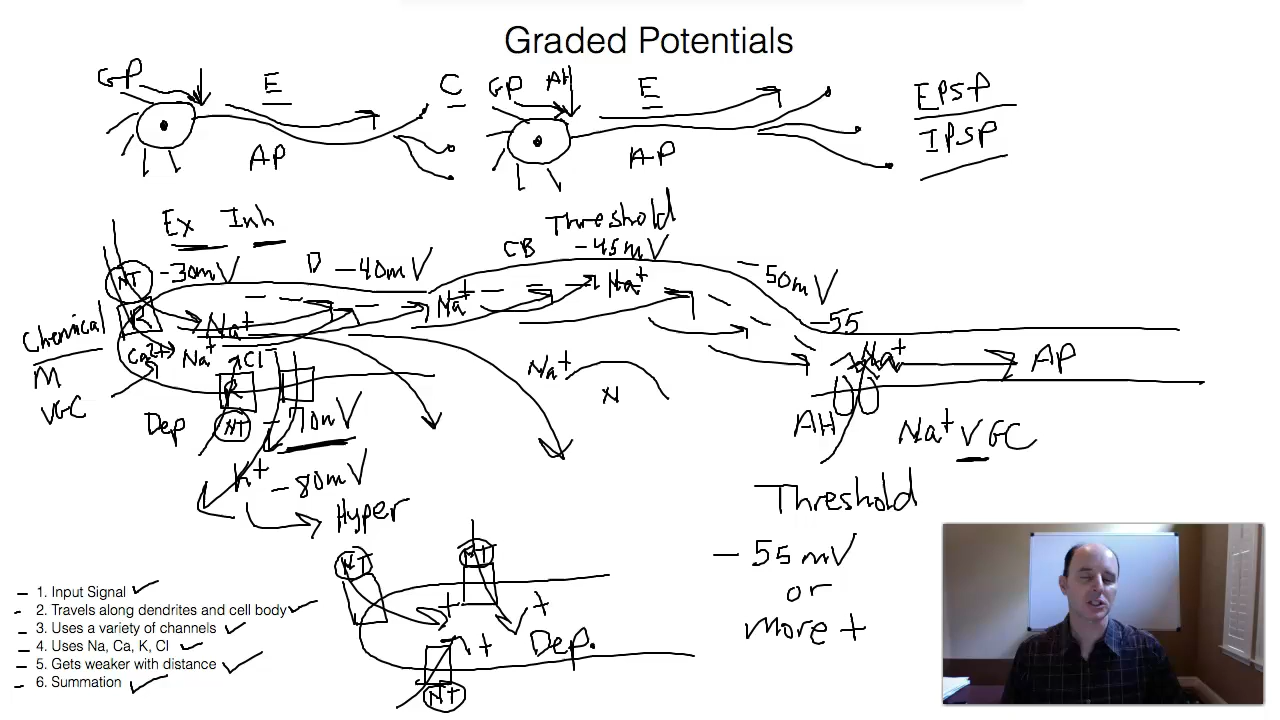 Graded Potentials
GP E C GP AH E EPSP
AP AP IPSP
Ex Inh Threshold
CB -45mV
NT -30mV D -40mV -50mV
R Na+ Na+ Na+ -55
Chemical Ca2+ Na+ Cl- Na+ Na+ AP
M R
VGC Dep NT -70mV N AH Na+ VGC
K+ -80mV Threshold
Hyper
NT NT -55mV
+ + or
+ Dep. more +
NT
1. Input Signal
2. Travels along dendrites and cell body
3. Uses a variety of channels
4. Uses Na, Ca, K, Cl
5. Gets weaker with distance
6. Summation